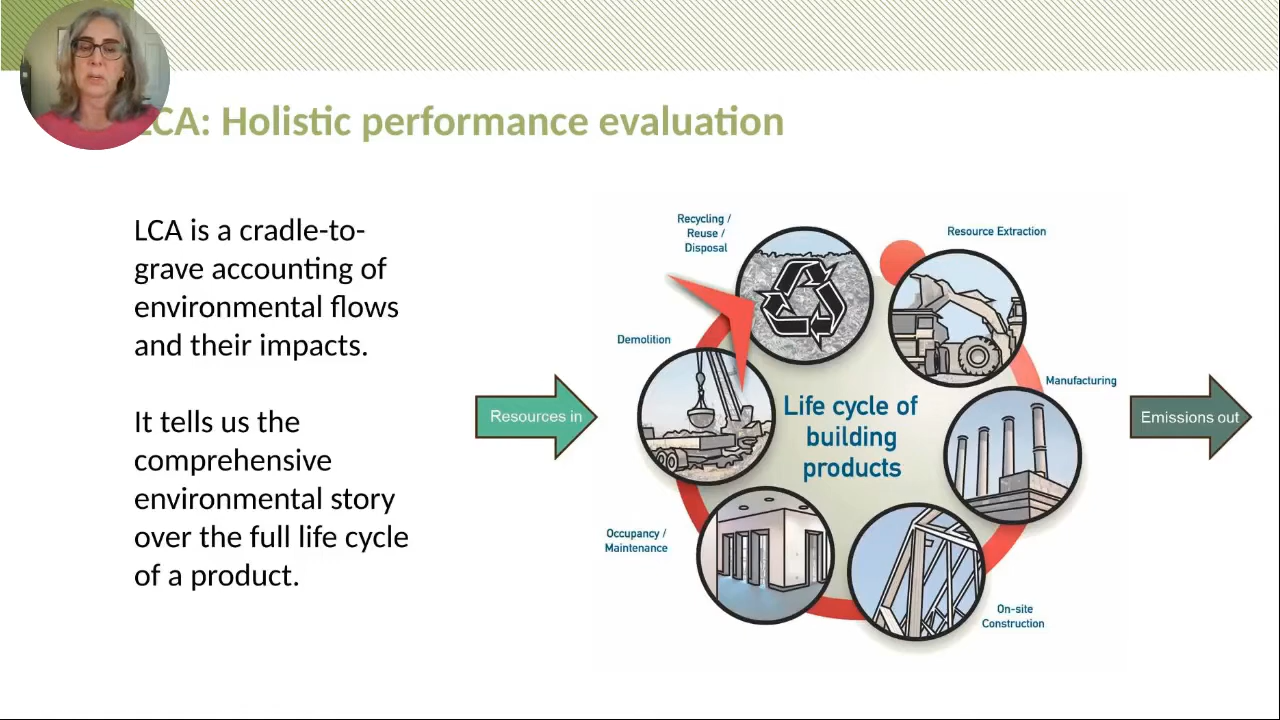 LCA: Holistic performance evaluation
LCA is a cradle-to-
grave accounting of
environmental flows
and their impacts.
It tells us the
comprehensive
environmental story
over the full life cycle
of a product.
Resources in
Recycling /
Reuse /
Disposal
Resource Extraction
Demolition
Manufacturing
Life cycle of
building
products
Occupancy /
Maintenance
On-site
Construction
Emissions out